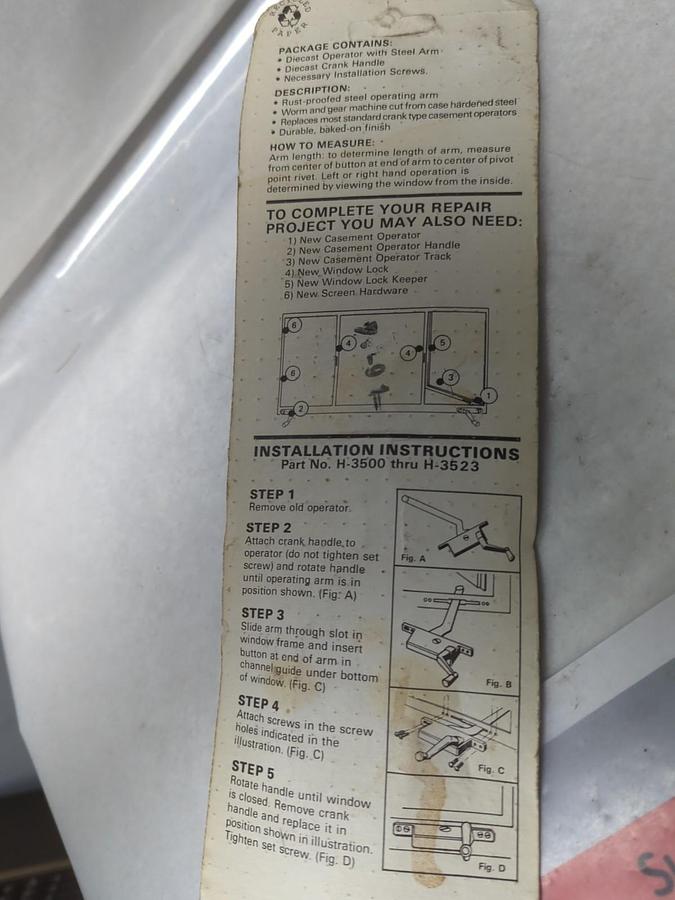 RECYCLED
PAPER
PACKAGE CONTAINS:
• Diecast Operator with Steel Arm
• Diecast Crank Handle
• Necessary Installation Screws.
DESCRIPTION:
• Rust-proofed steel operating arm
• Worm and gear machine cut from case hardened steel
• Replaces most standard crank type casement operators
• Durable, baked-on finish
HOW TO MEASURE:
Arm length: to determine length of arm, measure
from center of button at end of arm to center of pivot
point rivet. Left or right hand operation is
determined by viewing the window from the inside.
TO COMPLETE YOUR REPAIR
PROJECT YOU MAY ALSO NEED:
1) New Casement Operator
2) New Casement Operator Handle
3) New Casement Operator Track
4) New Window Lock
5) New Window Lock Keeper
6) New Screen Hardware
6
4
4
5
6
3
1
2
INSTALLATION INSTRUCTIONS
Part No. H-3500 thru H-3523
STEP 1
Remove old operator.
STEP 2
Attach crank handle to
operator (do not tighten set
screw) and rotate handle
until operating arm is in
position shown. (Fig. A)
STEP 3
Slide arm through slot in
window frame and insert
button at end of arm in
channel guide under bottom
of window. (Fig. C)
STEP 4
Attach screws in the screw
holes indicated in the
illustration. (Fig. C)
STEP 5
Rotate handle until window
is closed. Remove crank
handle and replace it in
position shown in illustration.
Tighten set screw. (Fig. D)
Fig. A
Fig. B
Fig. C
Fig. D